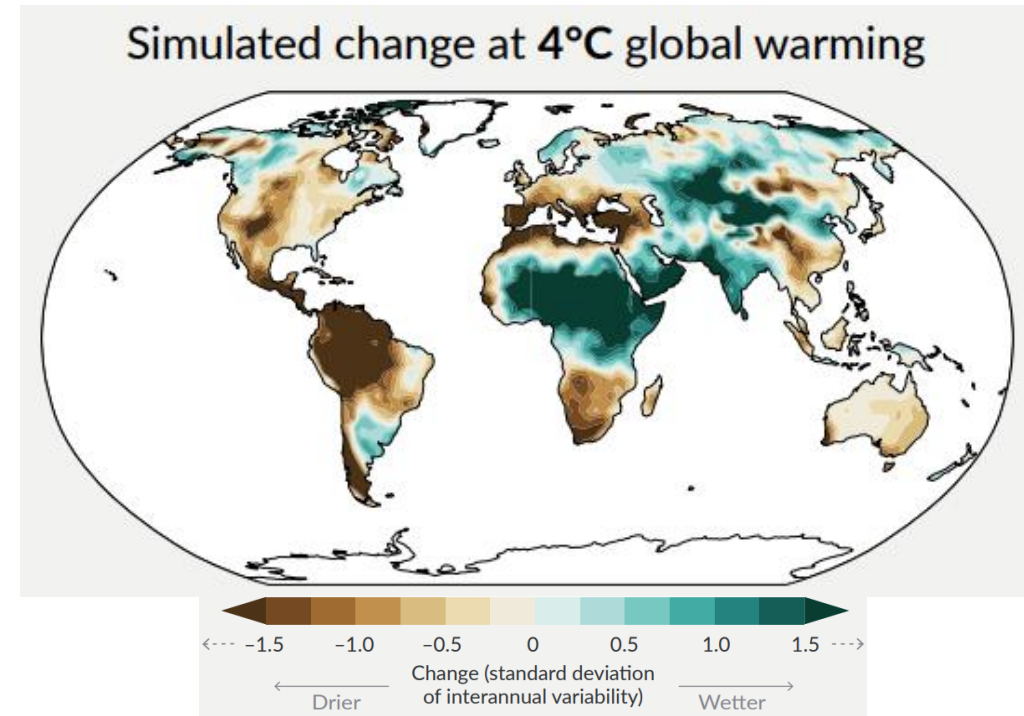 Simulated change at 4°C global warming
−1.5 −1.0 −0.5 0 0.5 1.0 1.5
Change (standard deviation
of interannual variability)
Drier Wetter